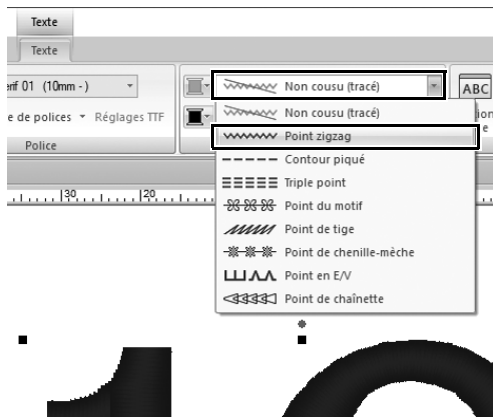 Texte
Texte
erif 01 (10mm - )
Non cousu (tracé)
ABC
e de polices
Réglages TTF
Non cousu (tracé)
ion
e
Police
Point zigzag
Contour piqué
Triple point
Point du motif
Point de tige
Point de chenille-mèche
Point en E/V
Point de chaînette
30
20